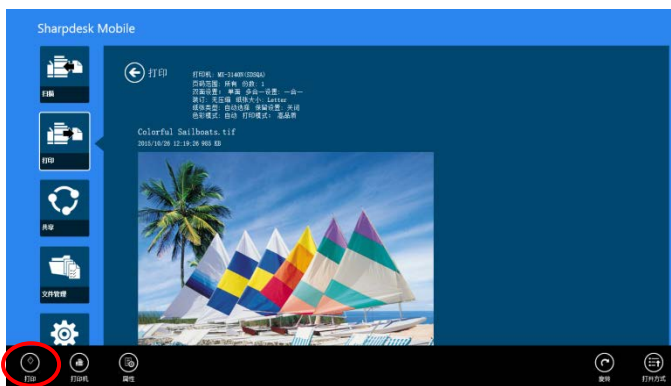 Sharpdesk Mobile
扫描
打印
共享
文件管理
打印
打印机: MX-3140N(SDSQA)
页码范围: 所有 份数: 1
页面设置: 单面 多合一设置: 一合一
装订: 无压缩 纸张大小: Letter
纸张类型: 自动选择 保留设置: 关闭
色彩模式: 自动 打印模式: 高品质
Colorful Sailboats.tif
2015/10/26 12:19:26 983 KB
打印
打印机
属性
旋转
打开方式